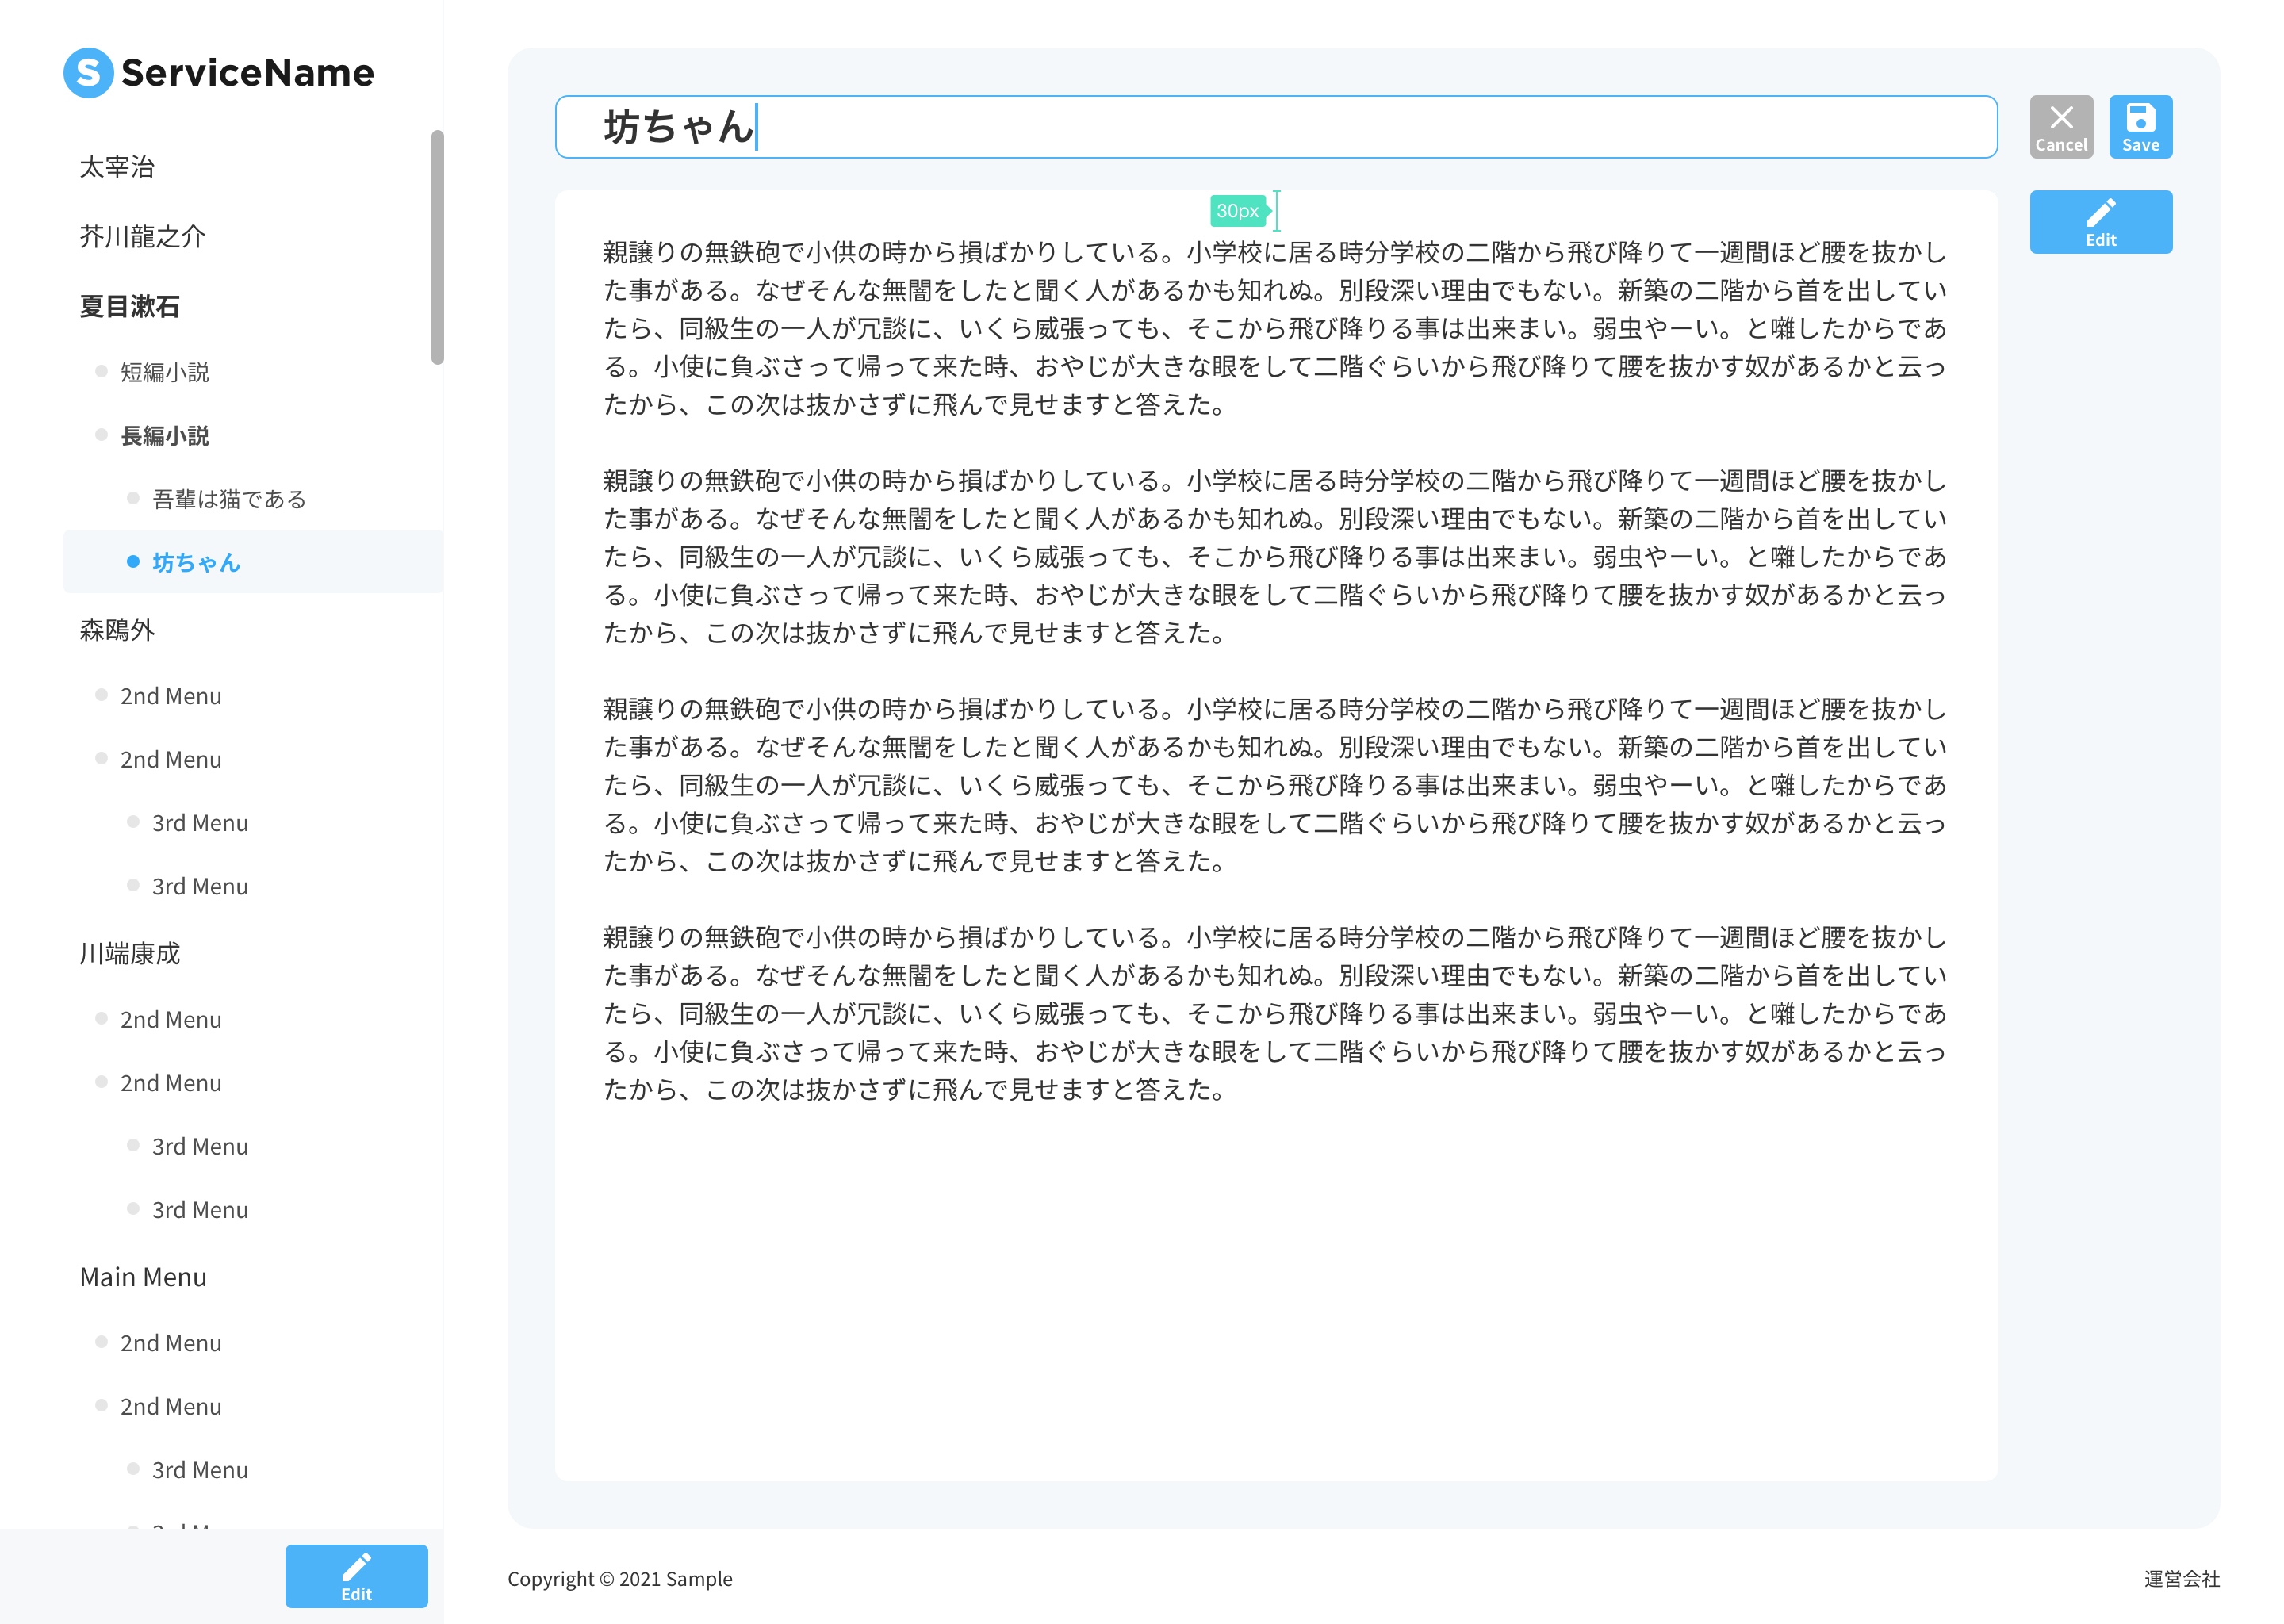 S ServiceName
太宰治
芥川龍之介
夏目漱石
短編小説
長編小説
吾輩は猫である
坊ちゃん
森鴎外
2nd Menu
2nd Menu
3rd Menu
3rd Menu
川端康成
2nd Menu
2nd Menu
3rd Menu
3rd Menu
Main Menu
2nd Menu
2nd Menu
3rd Menu
Edit
坊ちゃん
Cancel
Save
30px
Edit
親譲りの無鉄砲で小供の時から損ばかりしている。小学校に居る時分学校の二階から飛び降りて一週間ほど腰を抜かし
た事がある。なぜそんな無闇をしたと聞く人があるかも知れぬ。別段深い理由でもない。新築の二階から首を出してい
たら、同級生の一人が冗談に、いくら威張っても、そこから飛び降りる事は出来まい。弱虫やーい。と囃したからであ
る。小使に負ぶさって帰って来た時、おやじが大きな眼をして二階ぐらいから飛び降りて腰を抜かす奴があるかと云っ
たから、この次は抜かさずに飛んで見せますと答えた。
親譲りの無鉄砲で小供の時から損ばかりしている。小学校に居る時分学校の二階から飛び降りて一週間ほど腰を抜かし
た事がある。なぜそんな無闇をしたと聞く人があるかも知れぬ。別段深い理由でもない。新築の二階から首を出してい
たら、同級生の一人が冗談に、いくら威張っても、そこから飛び降りる事は出来まい。弱虫やーい。と囃したからであ
る。小使に負ぶさって帰って来た時、おやじが大きな眼をして二階ぐらいから飛び降りて腰を抜かす奴があるかと云っ
たから、この次は抜かさずに飛んで見せますと答えた。
親譲りの無鉄砲で小供の時から損ばかりしている。小学校に居る時分学校の二階から飛び降りて一週間ほど腰を抜かし
た事がある。なぜそんな無闇をしたと聞く人があるかも知れぬ。別段深い理由でもない。新築の二階から首を出してい
たら、同級生の一人が冗談に、いくら威張っても、そこから飛び降りる事は出来まい。弱虫やーい。と囃したからであ
る。小使に負ぶさって帰って来た時、おやじが大きな眼をして二階ぐらいから飛び降りて腰を抜かす奴があるかと云っ
たから、この次は抜かさずに飛んで見せますと答えた。
親譲りの無鉄砲で小供の時から損ばかりしている。小学校に居る時分学校の二階から飛び降りて一週間ほど腰を抜かし
た事がある。なぜそんな無闇をしたと聞く人があるかも知れぬ。別段深い理由でもない。新築の二階から首を出してい
たら、同級生の一人が冗談に、いくら威張っても、そこから飛び降りる事は出来まい。弱虫やーい。と囃したからであ
る。小使に負ぶさって帰って来た時、おやじが大きな眼をして二階ぐらいから飛び降りて腰を抜かす奴があるかと云っ
たから、この次は抜かさずに飛んで見せますと答えた。
Copyright © 2021 Sample
運営会社